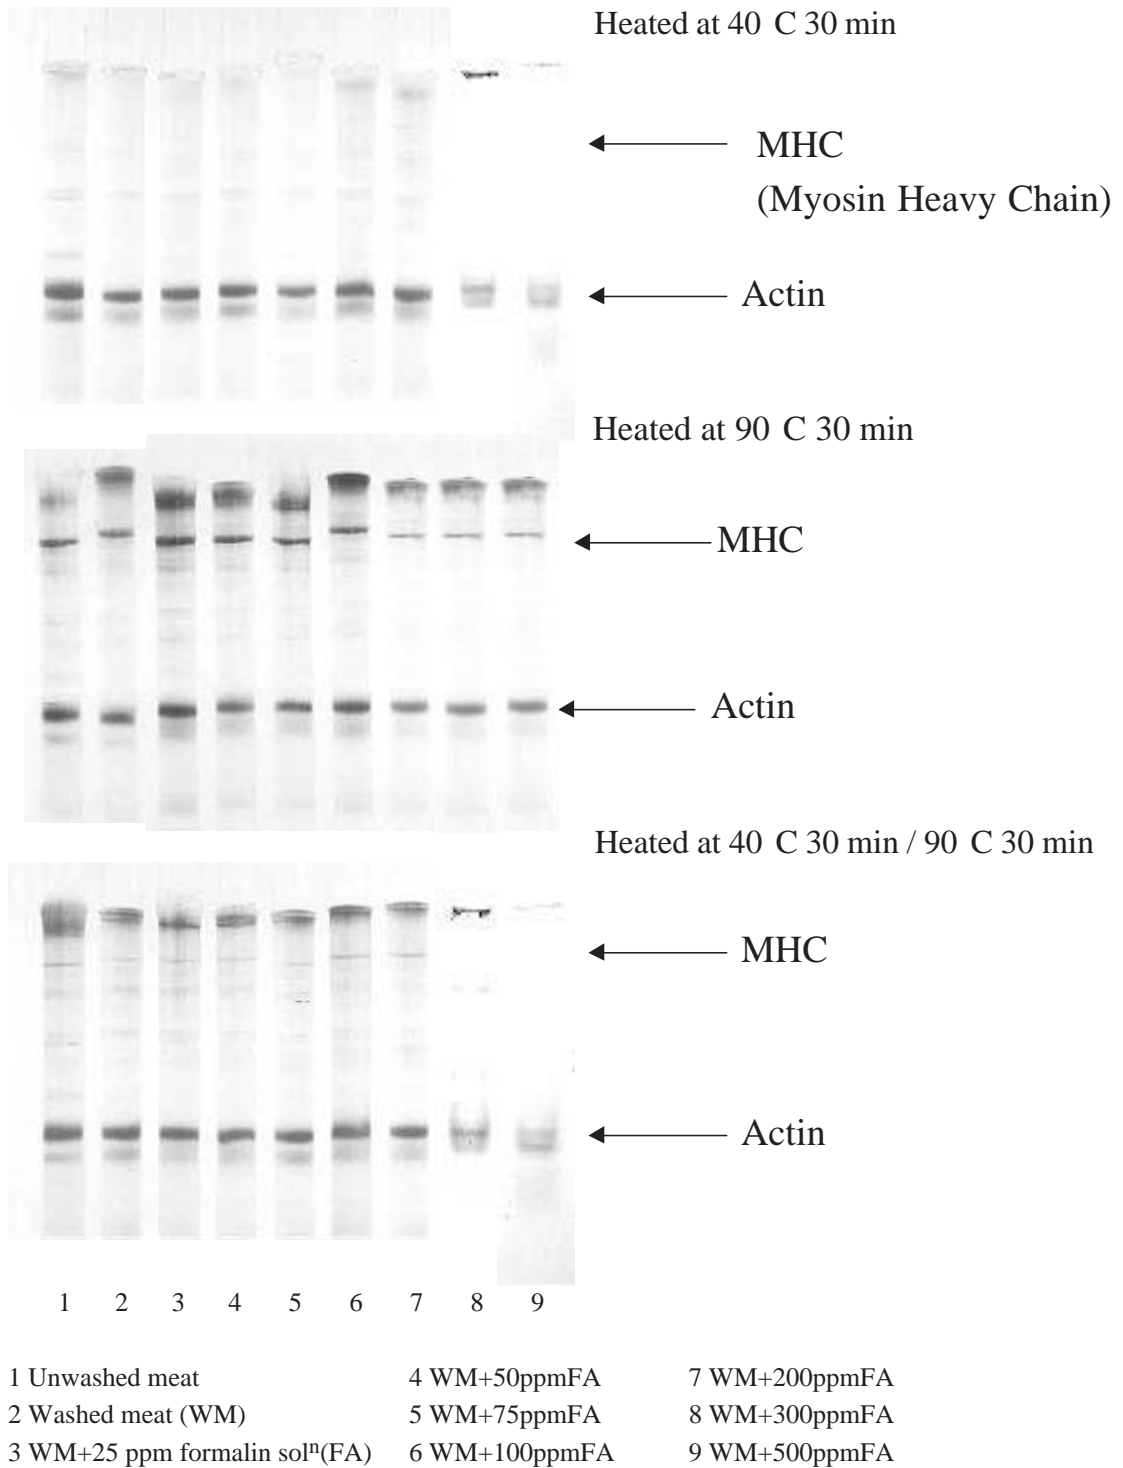 Heated at 40 C 30 min
MHC
(Myosin Heavy Chain)
Actin
Heated at 90 C 30 min
MHC
Actin
Heated at 40 C 30 min / 90 C 30 min
MHC
Actin
1 2 3 4 5 6 7 8 9
1 Unwashed meat 4 WM+50ppmFA 7 WM+200ppmFA
2 Washed meat (WM) 5 WM+75ppmFA 8 WM+300ppmFA
3 WM+25 ppm formalin solⁿ(FA) 6 WM+100ppmFA 9 WM+500ppmFA